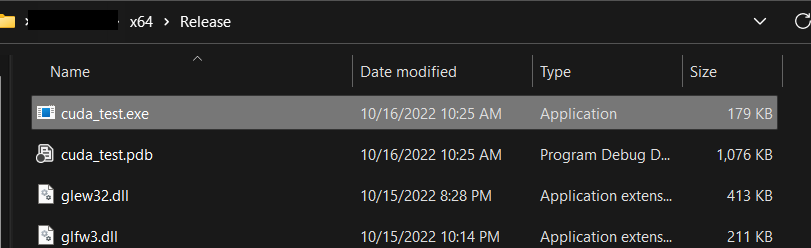 x64 > Release
Name Date modified Type Size
cuda_test.exe 10/16/2022 10:25 AM Application 179 KB
cuda_test.pdb 10/16/2022 10:25 AM Program Debug D... 1,076 KB
glew32.dll 10/15/2022 8:28 PM Application extens... 413 KB
glfw3.dll 10/15/2022 10:14 PM Application extens... 211 KB